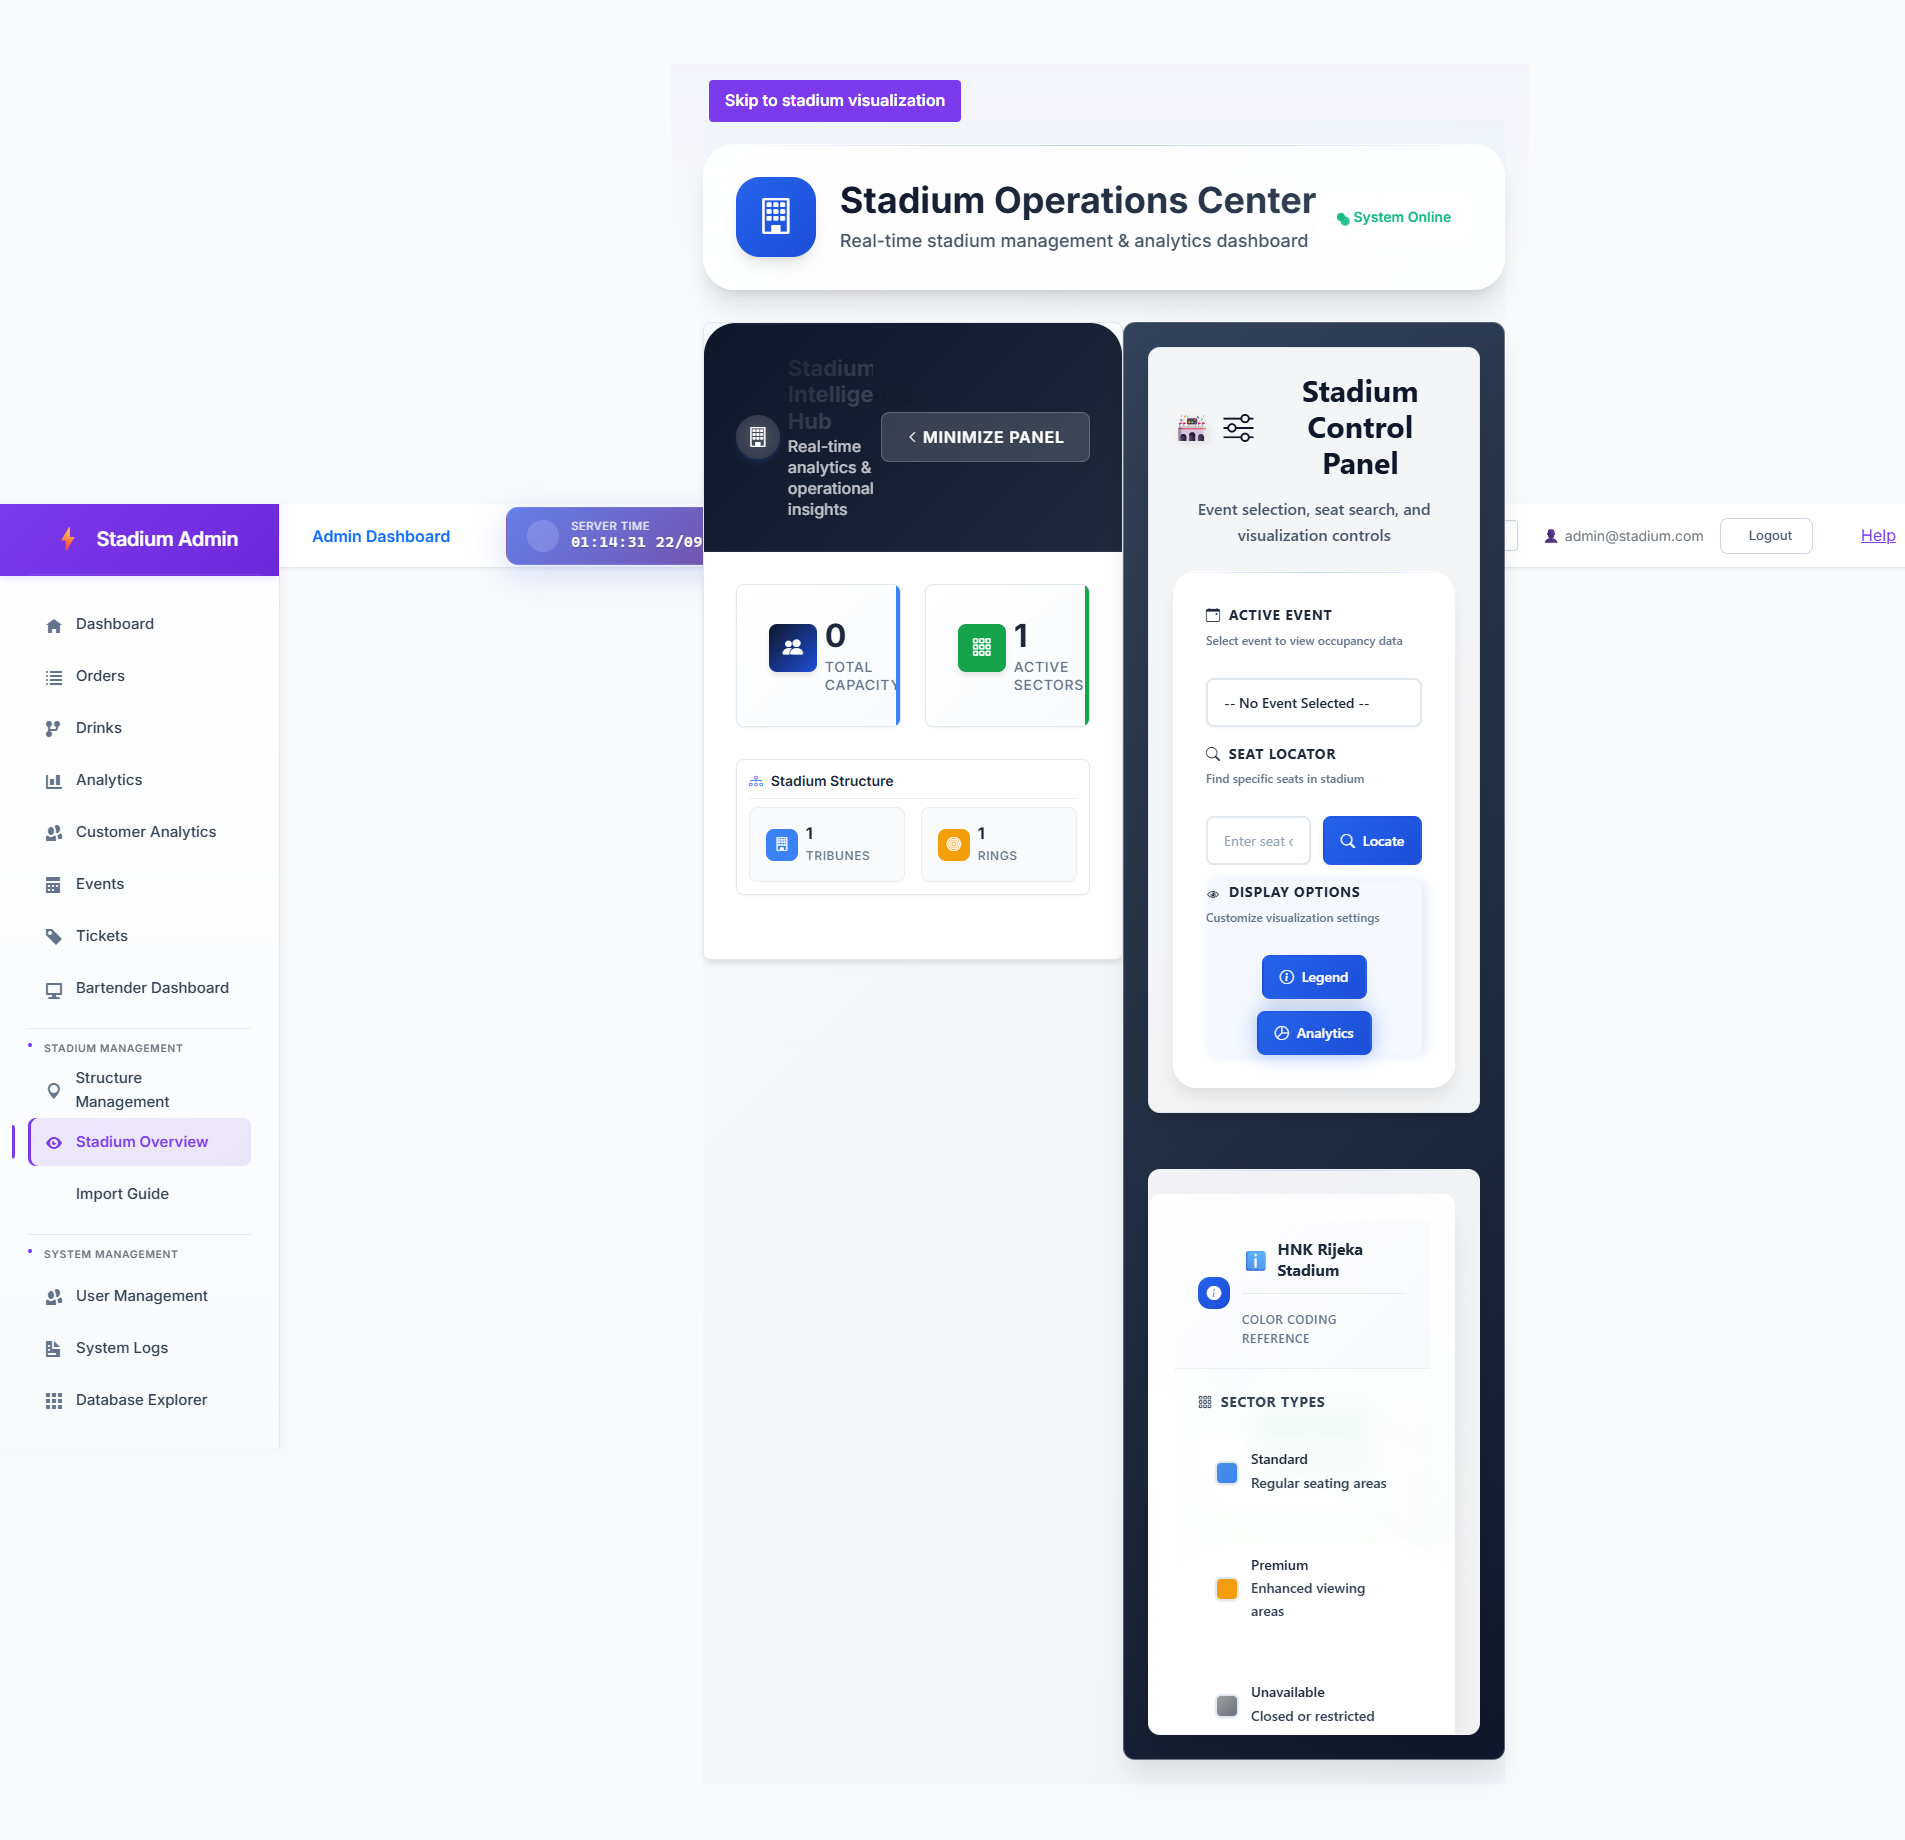 Skip to stadium visualization
Stadium Operations Center
Real-time stadium management & analytics dashboard
System Online
Stadium
Intellige
Hub
Real-time
analytics &
operational
insights
MINIMIZE PANEL
Stadium
Control
Panel
Event selection, seat search, and
visualization controls
Stadium Admin
Admin Dashboard
SERVER TIME
01:14:31 22/09
admin@stadium.com
Logout
Help
Dashboard
Orders
Drinks
Analytics
Customer Analytics
Events
Tickets
Bartender Dashboard
STADIUM MANAGEMENT
Structure
Management
Stadium Overview
Import Guide
SYSTEM MANAGEMENT
User Management
System Logs
Database Explorer
0
TOTAL
CAPACITY
1
ACTIVE
SECTORS
Stadium Structure
1
TRIBUNES
1
RINGS
ACTIVE EVENT
Select event to view occupancy data
-- No Event Selected --
SEAT LOCATOR
Find specific seats in stadium
Enter seat c
Locate
DISPLAY OPTIONS
Customize visualization settings
Legend
Analytics
HNK Rijeka
Stadium
COLOR CODING
REFERENCE
SECTOR TYPES
Standard
Regular seating areas
Premium
Enhanced viewing
areas
Unavailable
Closed or restricted